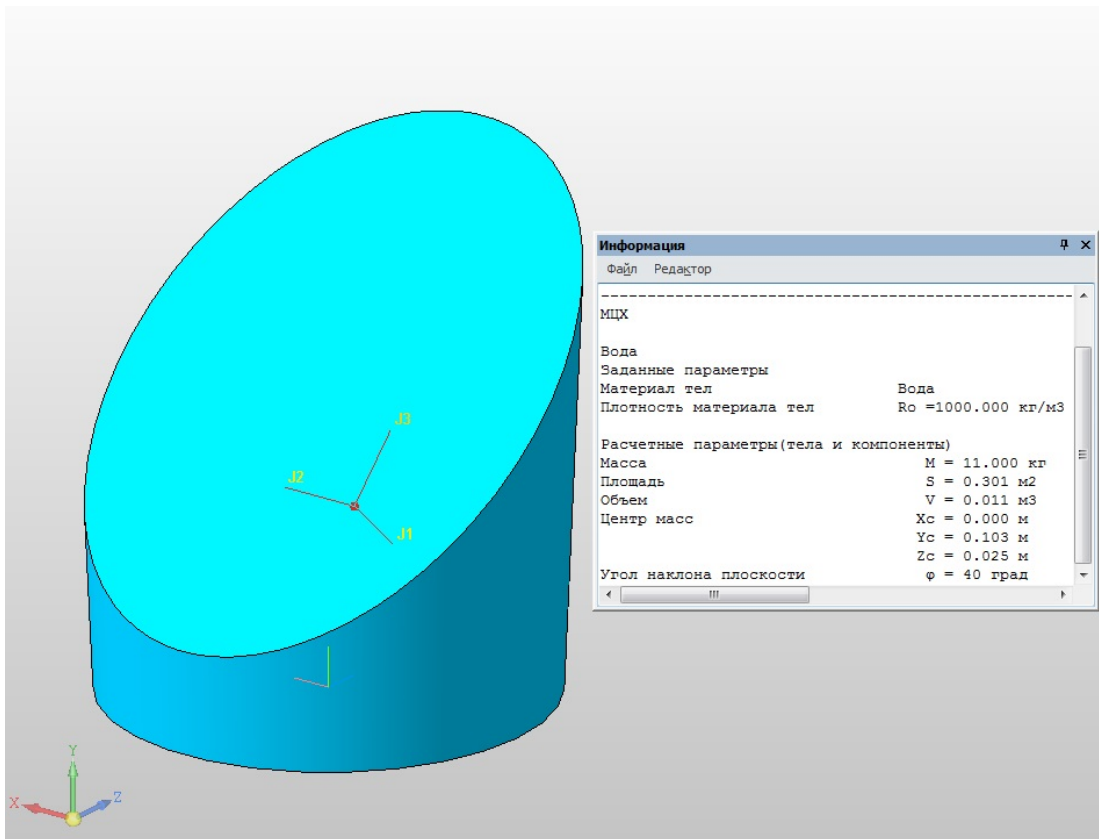 J3
J2
J1
Y
X
Z
Информация
Файл Редактор
--------------------------------------------------
МЦХ
Вода
Заданные параметры
Материал тел Вода
Плотность материала тел Ro =1000.000 кг/м3
Расчетные параметры(тела и компоненты)
Масса M = 11.000 кг
Площадь S = 0.301 м2
Объем V = 0.011 м3
Центр масс Xc = 0.000 м
Yc = 0.103 м
Zc = 0.025 м
Угол наклона плоскости φ = 40 град